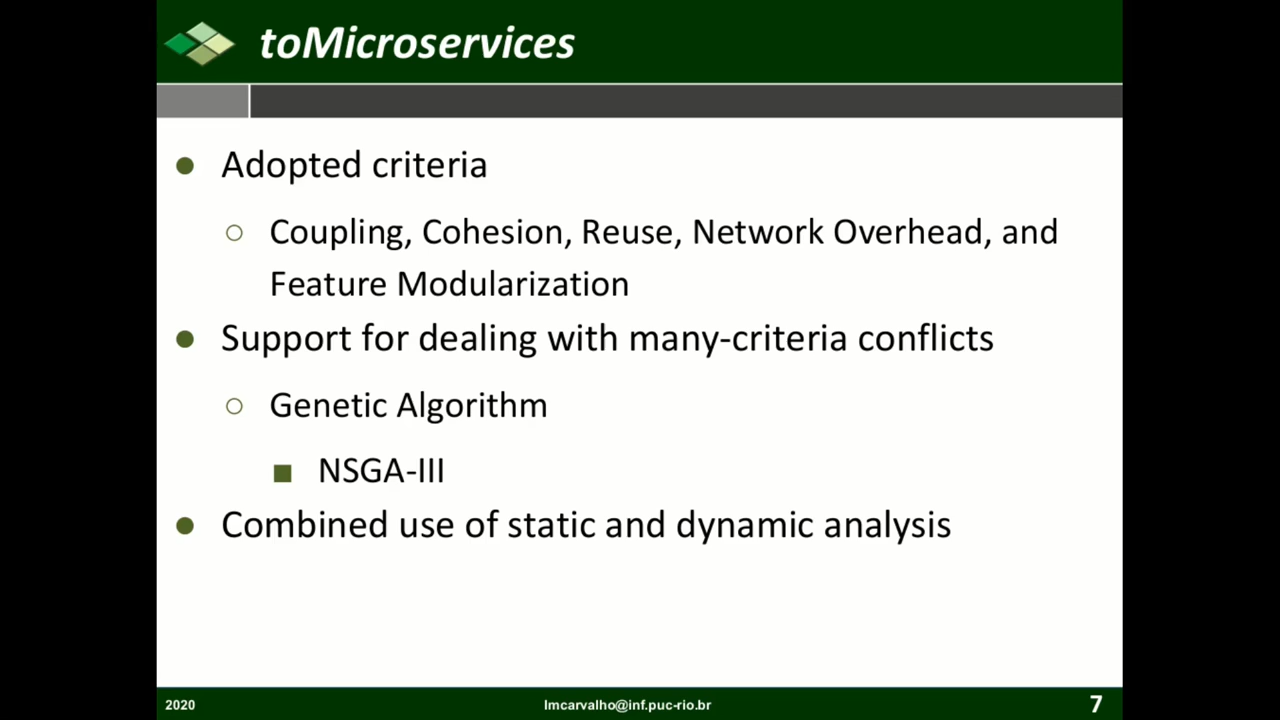 toMicroservices
Adopted criteria
Coupling, Cohesion, Reuse, Network Overhead, and
Feature Modularization
Support for dealing with many-criteria conflicts
Genetic Algorithm
NSGA-III
Combined use of static and dynamic analysis
2020
lmcarvalho@inf.puc-rio.br
7